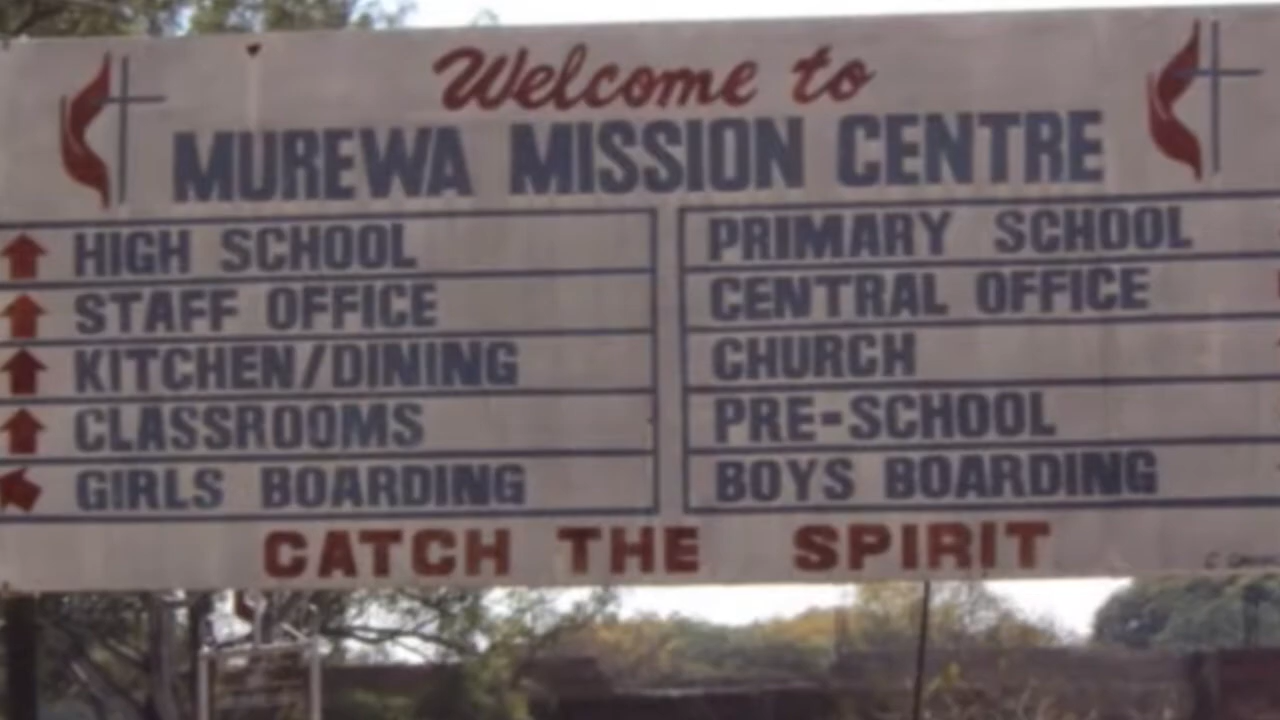 Welcome to
MUREWA MISSION CENTRE
HIGH SCHOOL
STAFF OFFICE
KITCHEN/DINING
CLASSROOMS
GIRLS BOARDING
PRIMARY SCHOOL
CENTRAL OFFICE
CHURCH
PRE-SCHOOL
BOYS BOARDING
CATCH THE SPIRIT